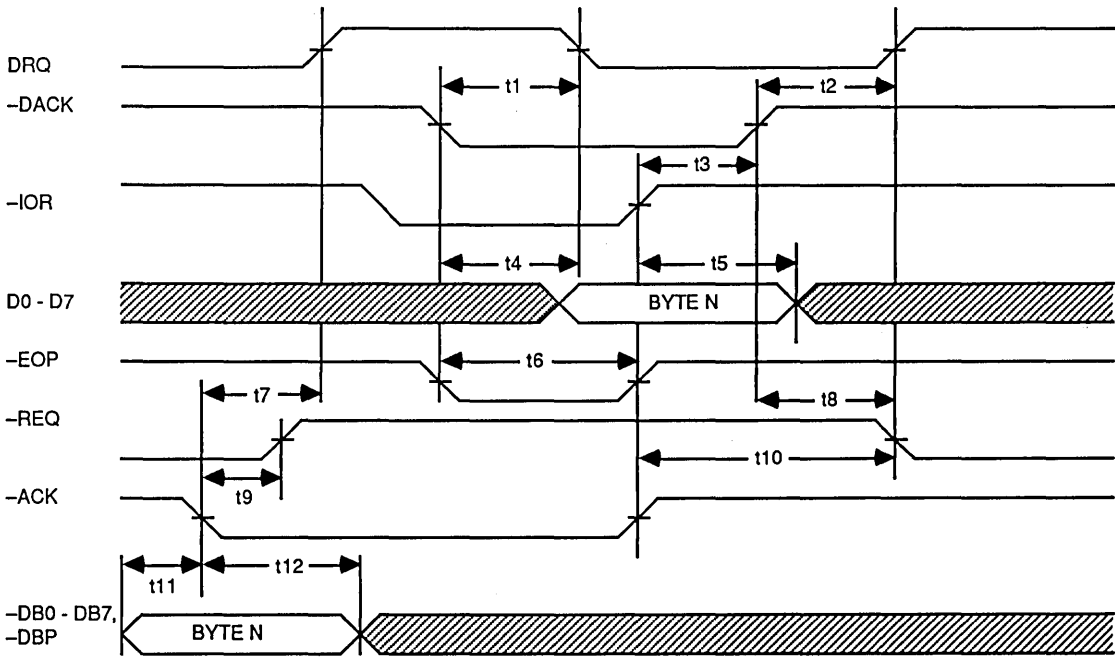 DRQ
t1
t2
–DACK
t3
–IOR
t4
t5
D0 - D7
BYTE N
–EOP
t6
t7
t8
–REQ
t10
t9
–ACK
t11
t12
–DB0 - DB7,
–DBP
BYTE N